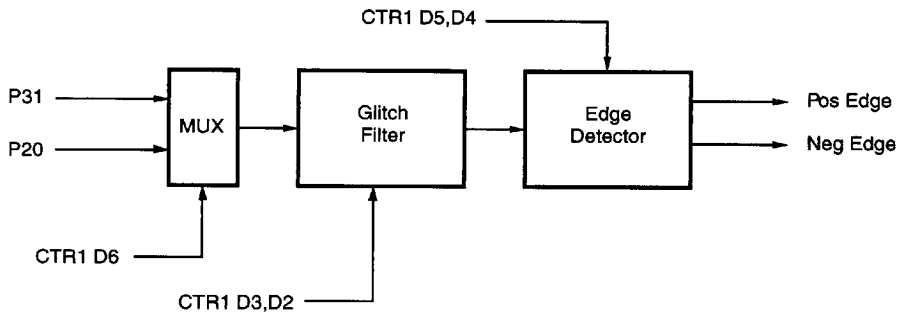 CTR1 D5,D4
P31
P20
MUX
Glitch
Filter
Edge
Detector
Pos Edge
Neg Edge
CTR1 D6
CTR1 D3,D2